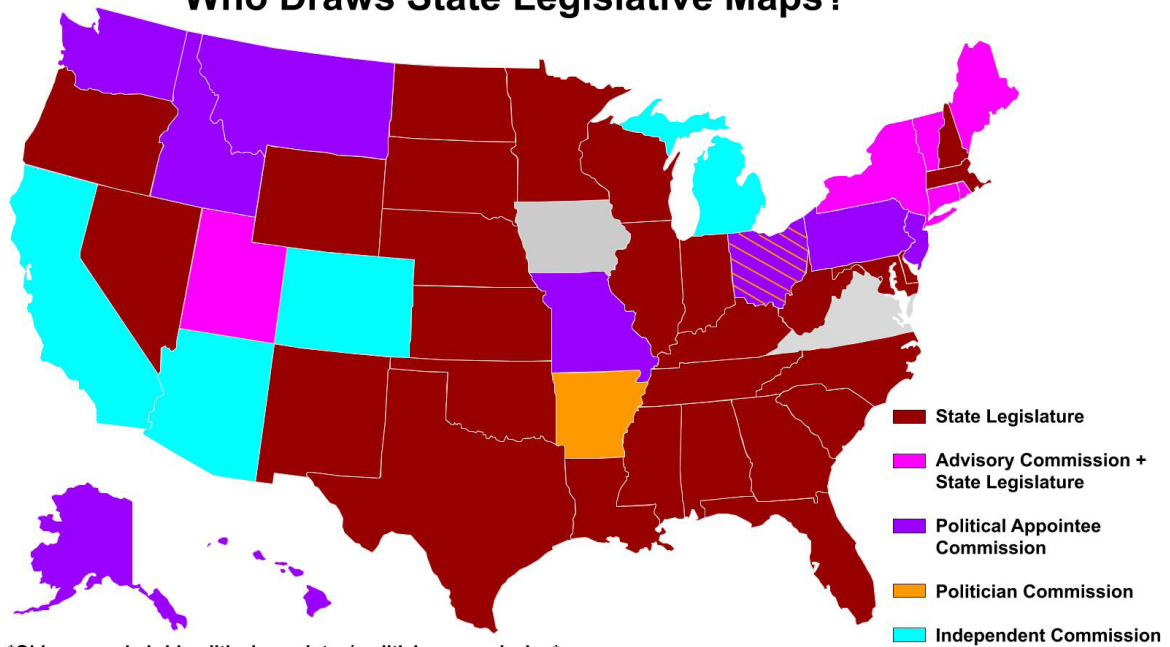 Who Draws State Legislative Maps?
State Legislature
Advisory Commission +
State Legislature
Political Appointee
Commission
Politician Commission
Independent Commission